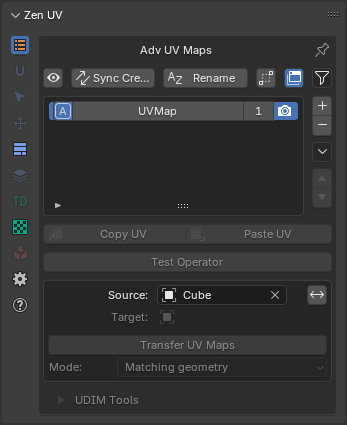 Zen UV
Adv UV Maps
Sync Cre... AZ Rename
A UVMap 1
Copy UV Paste UV
Test Operator
Source: Cube
Target:
Transfer UV Maps
Mode: Matching geometry
UDIM Tools
U
TD